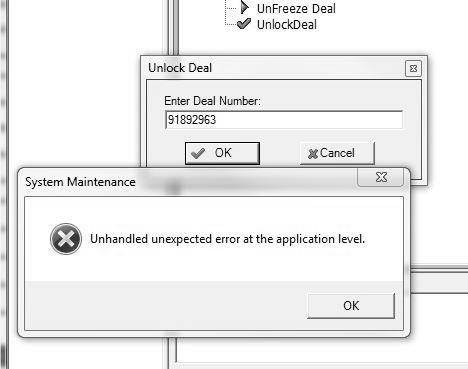 UnFreeze Deal
UnlockDeal
Unlock Deal
Enter Deal Number:
91892963
OK
Cancel
System Maintenance
Unhandled unexpected error at the application level.
OK